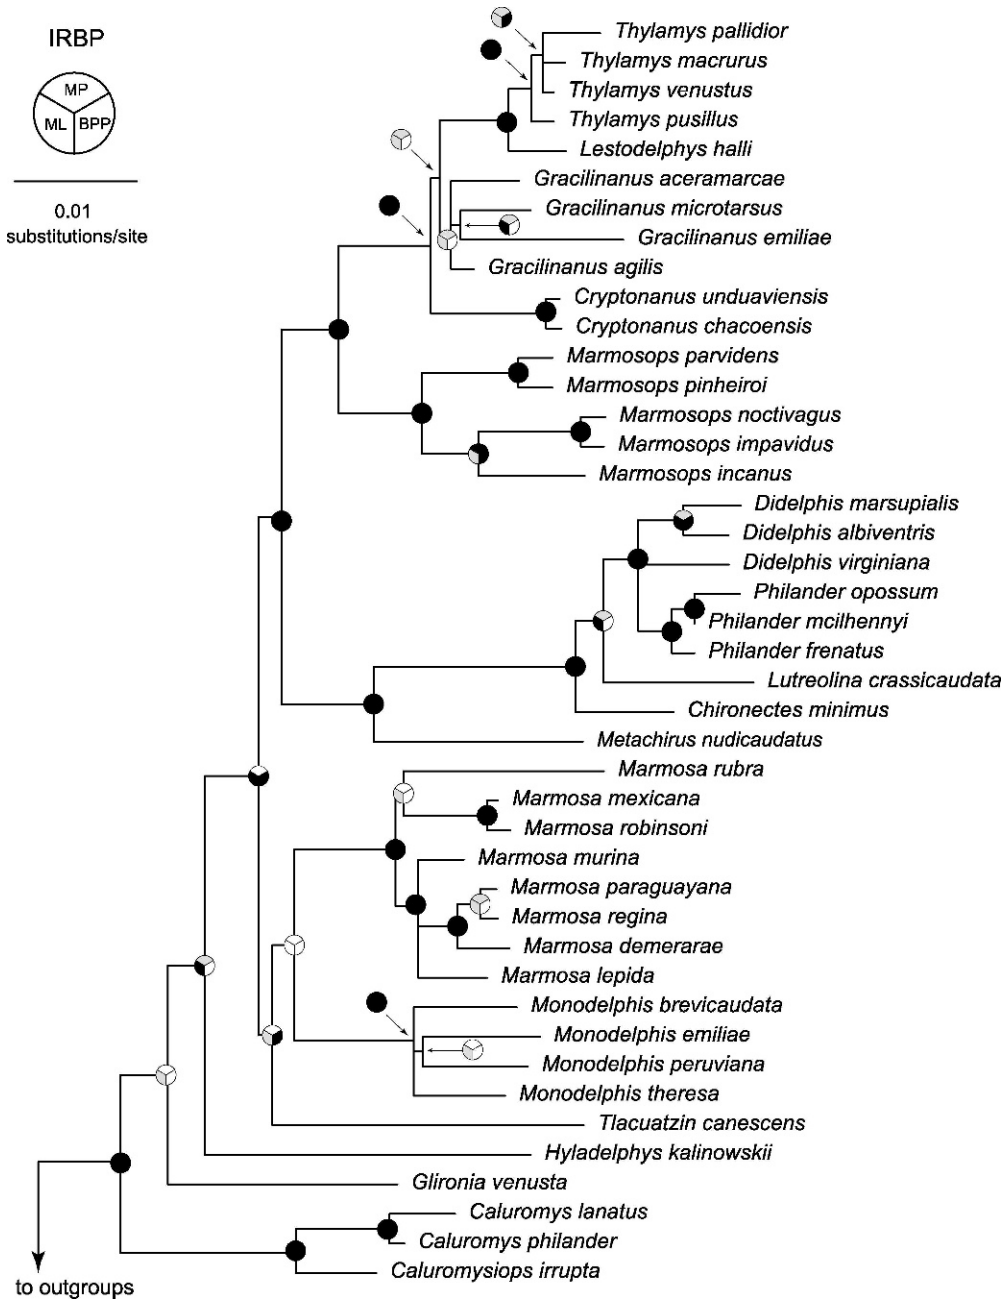 IRBP
MP
ML BPP
0.01
substitutions/site
Thylamys pallidior
Thylamys macrurus
Thylamys venustus
Thylamys pusillus
Lestodelphys halli
Gracilinanus aceramarcae
Gracilinanus microtarsus
Gracilinanus emiliae
Gracilinanus agilis
Cryptonanus unduaviensis
Cryptonanus chacoensis
Marmosops parvidens
Marmosops pinheiroi
Marmosops noctivagus
Marmosops impavidus
Marmosops incanus
Didelphis marsupialis
Didelphis albiventris
Didelphis virginiana
Philander opossum
Philander mcilhennyi
Philander frenatus
Lutreolina crassicaudata
Chironectes minimus
Metachirus nudicaudatus
Marmosa rubra
Marmosa mexicana
Marmosa robinsoni
Marmosa murina
Marmosa paraguayana
Marmosa regina
Marmosa demerarae
Marmosa lepida
Monodelphis brevicaudata
Monodelphis emiliae
Monodelphis peruviana
Monodelphis theresa
Tlacuatzin canescens
Hyladelphys kalinowskii
Glironia venusta
Caluromys lanatus
Caluromys philander
Caluromysiops irrupta
to outgroups